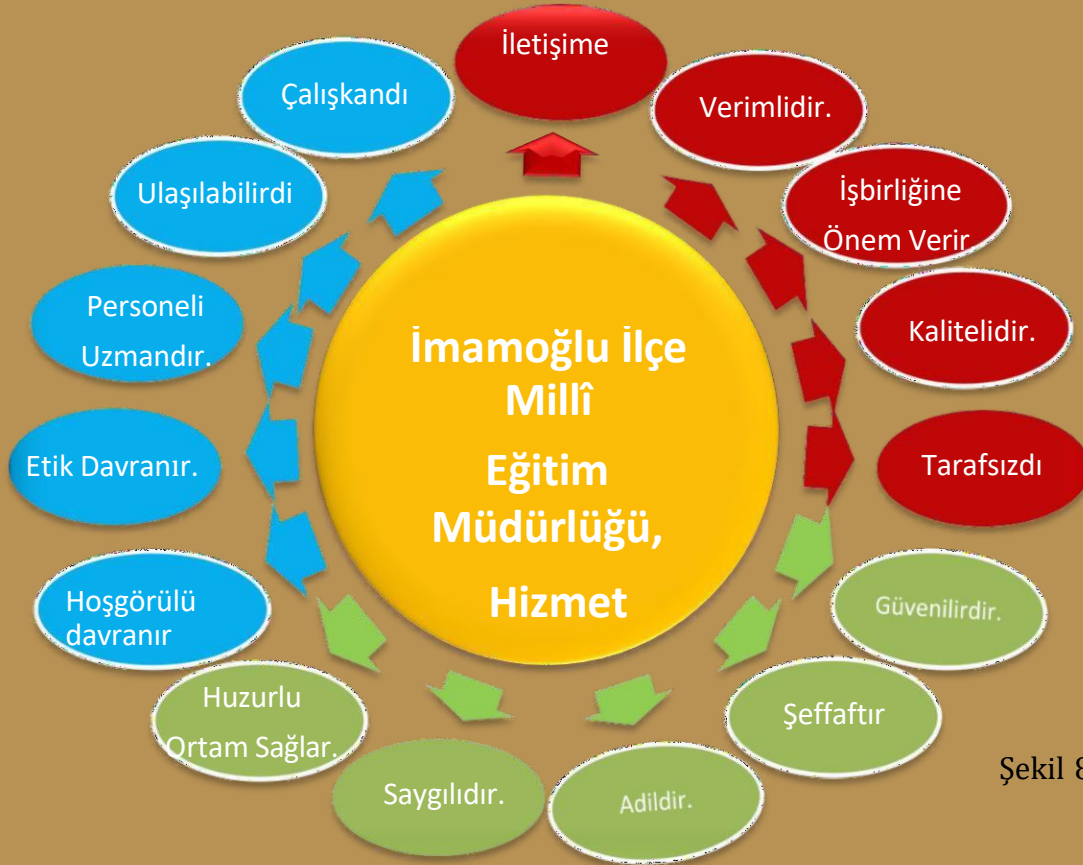 İletişime
Verimlidir.
İşbirliğine
Önem Verir.
Kalitelidir.
Tarafsızdı
Güvenilirdir.
Şeffaftır
Adildir.
Saygılıdır.
Huzurlu
Ortam Sağlar.
Hoşgörülü
davranır
Etik Davranır.
Personeli
Uzmandır.
Ulaşılabilirdi
Çalışkandı
İmamoğlu İlçe
Millî
Eğitim
Müdürlüğü,
Hizmet
Şekil 8